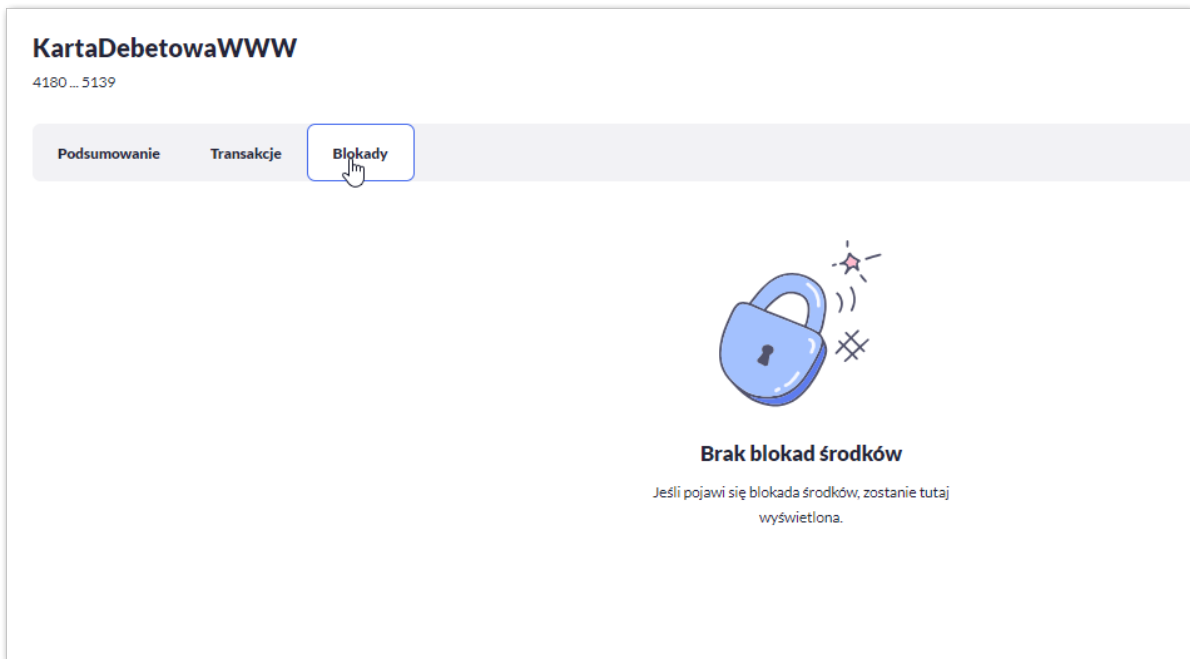 KartaDebetowaWWW
4180 ... 5139
Podsumowanie Transakcje Blokady
Brak blokad środków
Jeśli pojawi się blokada środków, zostanie tutaj
wyświetlona.